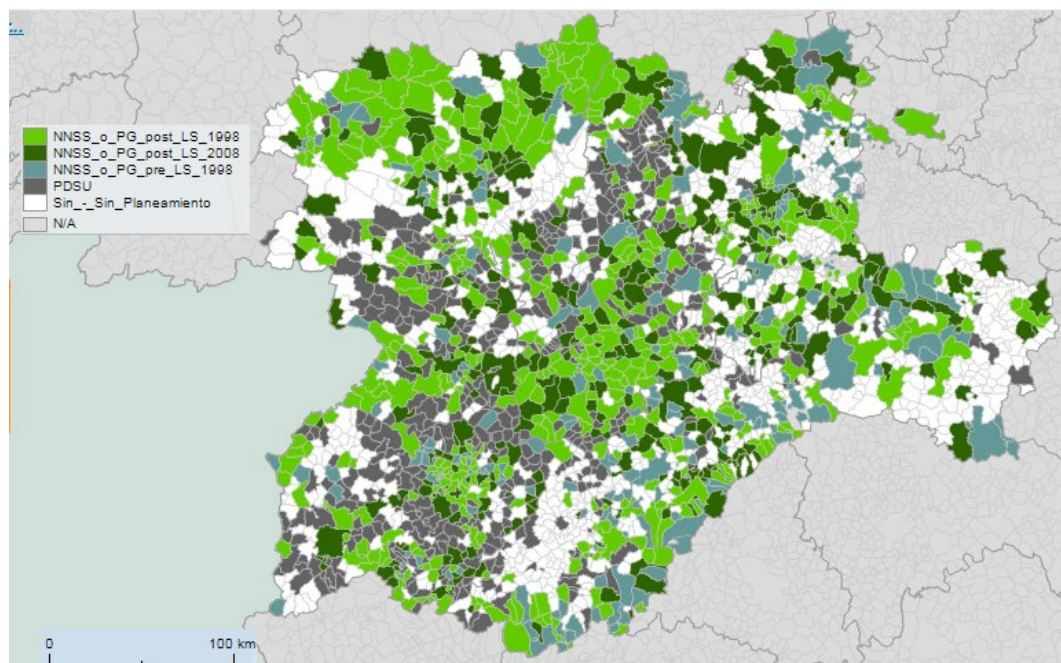 NNSS_o_PG_post_LS_1998
NNSS_o_PG_post_LS_2008
NNSS_o_PG_pre_LS_1998
PDSU
Sin_-_Sin_Planeamiento
N/A
0 100 km